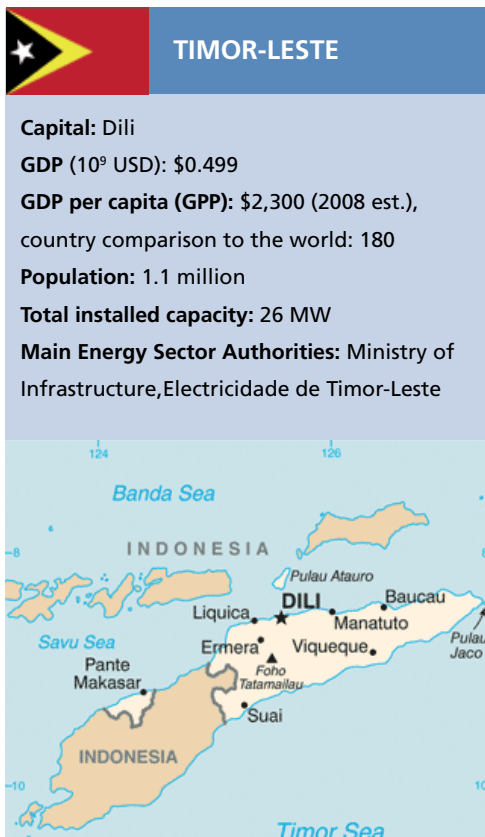 TIMOR-LESTE
Capital: Dili
GDP (10⁹ USD): $0.499
GDP per capita (GPP): $2,300 (2008 est.),
country comparison to the world: 180
Population: 1.1 million
Total installed capacity: 26 MW
Main Energy Sector Authorities: Ministry of
Infrastructure,Electricidade de Timor-Leste
124
126
Banda Sea
INDONESIA
-8
8
Pulau Atauro
DILI
Baucau
Liquica
Manatuto
Savu Sea
Ermera
Viqueque
Pulau
Jaco
Pante
Makasar
Foho
Tatamailau
Suai
INDONESIA
-10
10
Timor Sea